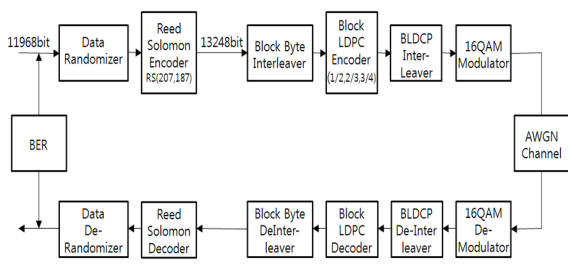 11968bit
Data
Randomizer
Reed
Solomon
Encoder
RS(207,187)
13248bit
Block Byte
Interleaver
Block
LDPC
Encoder
(1/2,2/3,3/4)
BLDCP
Inter-
Leaver
16QAM
Modulator
BER
AWGN
Channel
Data
De-
Randomizer
Reed
Solomon
Decoder
Block Byte
DeInter-
leaver
Block
LDPC
Decoder
BLDCP
De-Inter
leaver
16QAM
De-
Modulator